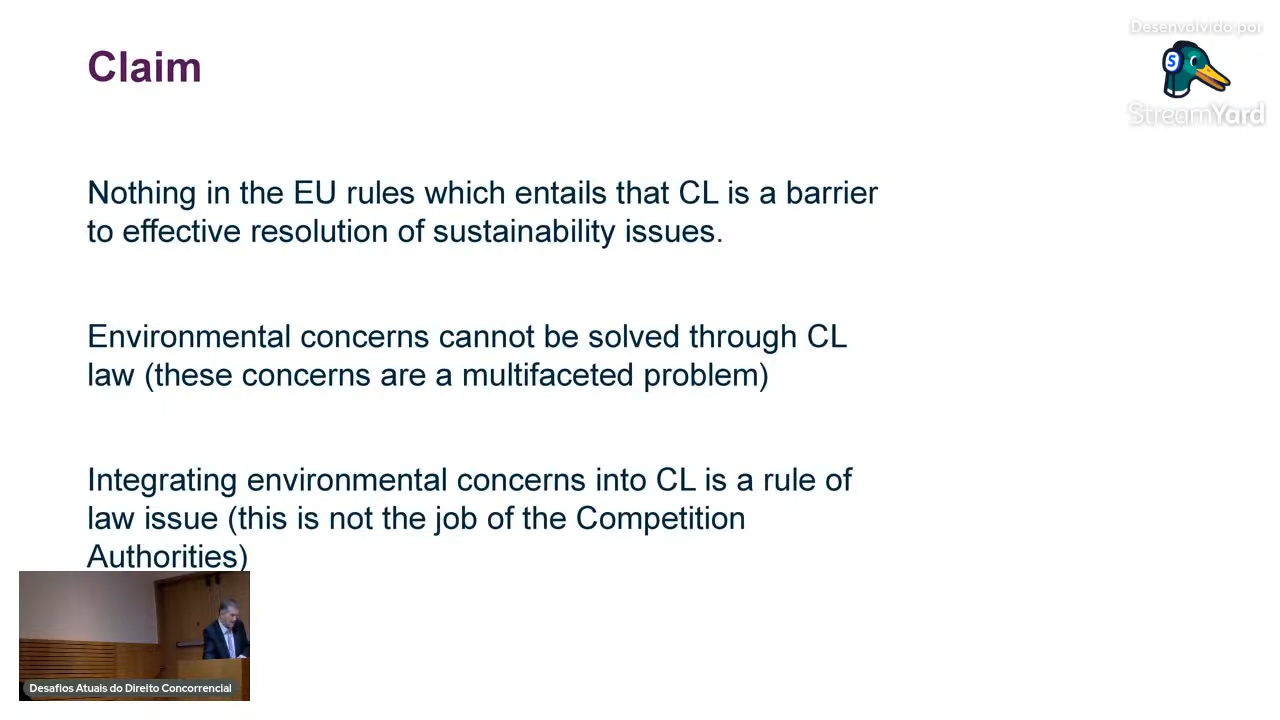 Desenvolvido por
StreamYard
Claim
Nothing in the EU rules which entails that CL is a barrier
to effective resolution of sustainability issues.
Environmental concerns cannot be solved through CL
law (these concerns are a multifaceted problem)
Integrating environmental concerns into CL is a rule of
law issue (this is not the job of the Competition
Authorities)
Desafios Atuais do Direito Concorrencial